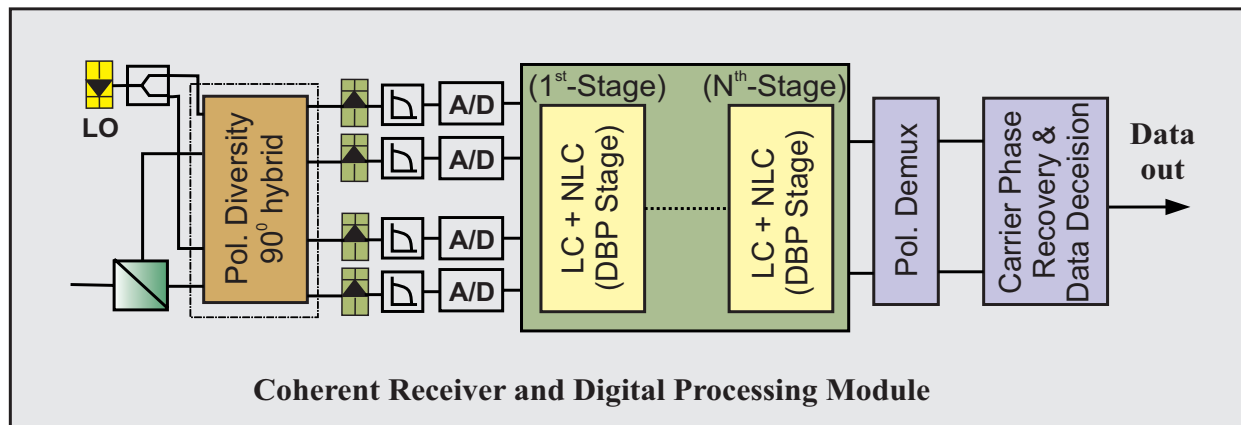 LO
Pol. Diversity
90⁰ hybrid
A/D
A/D
A/D
A/D
(1ˢᵗ-Stage)
LC + NLC
(DBP Stage)
(Nᵗʰ-Stage)
LC + NLC
(DBP Stage)
Pol. Demux
Carrier Phase
Recovery &
Data Deceision
Data
out
Coherent Receiver and Digital Processing Module